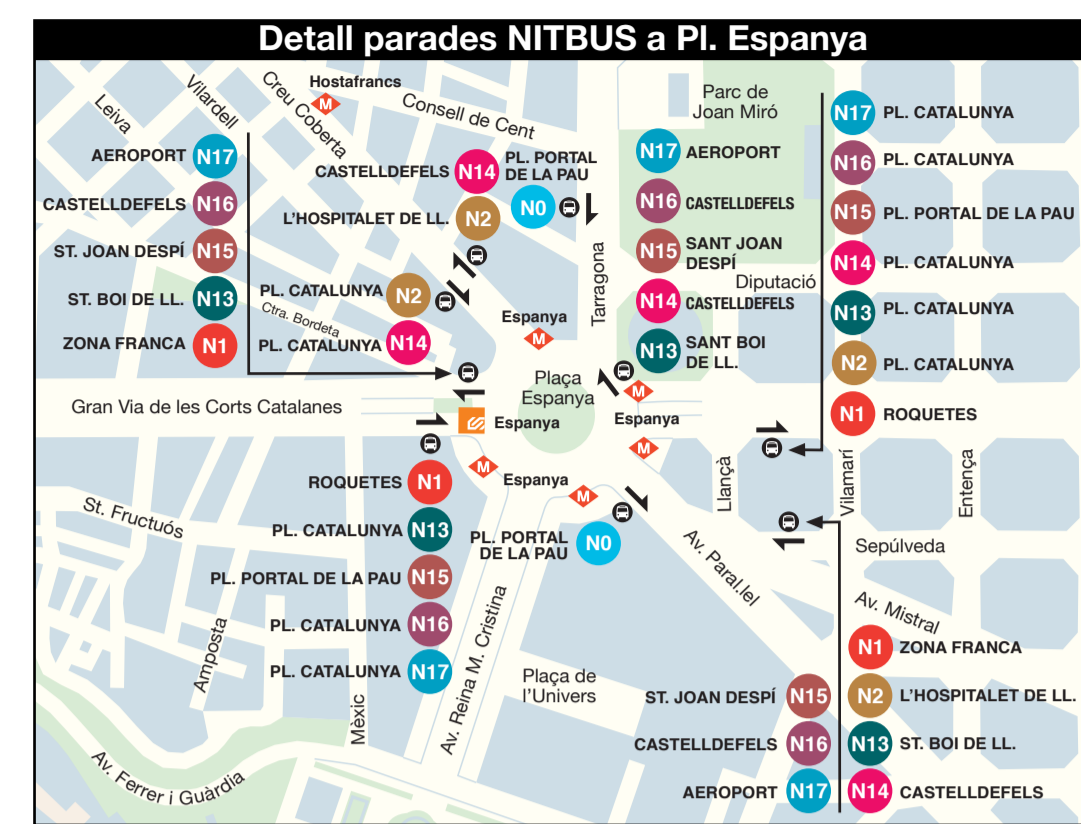 Detall parades NITBUS a Pl. Espanya
Leiva
Vilardell
Creu Coberta
Hostafrancs
M
Consell de Cent
Parc de
Joan Miró
AEROPORT N17
CASTELLDEFELS N16
ST. JOAN DESPÍ N15
ST. BOI DE LL. N13
ZONA FRANCA N1
CASTELLDEFELS N14
L'HOSPITALET DE LL. N2
PL. PORTAL
DE LA PAU
N0
PL. CATALUNYA N2
Ctra. Bordeta
PL. CATALUNYA N14
Tarragona
N17 AEROPORT
N16 CASTELLDEFELS
N15 SANT JOAN
DESPÍ
Diputació
N14 CASTELLDEFELS
N13 SANT BOI
DE LL.
N17 PL. CATALUNYA
N16 PL. CATALUNYA
N15 PL. PORTAL DE LA PAU
N14 PL. CATALUNYA
N13 PL. CATALUNYA
N2 PL. CATALUNYA
N1 ROQUETES
Espanya
M
Plaça
Espanya
M
Espanya
M
Gran Via de les Corts Catalanes
Espanya
M
Espanya
M
Llançà
Vilamarí
Entença
ROQUETES N1
PL. CATALUNYA N13
PL. PORTAL DE LA PAU N15
PL. CATALUNYA N16
PL. CATALUNYA N17
PL. PORTAL
DE LA PAU
N0
St. Fructuós
Amposta
Mèxic
Av. Reina M. Cristina
Plaça de
l'Univers
Av. Paral.lel
Sepúlveda
Av. Mistral
Av. Ferrer i Guàrdia
N1 ZONA FRANCA
N2 L'HOSPITALET DE LL.
N13 ST. BOI DE LL.
N14 CASTELLDEFELS
ST. JOAN DESPÍ N15
CASTELLDEFELS N16
AEROPORT N17